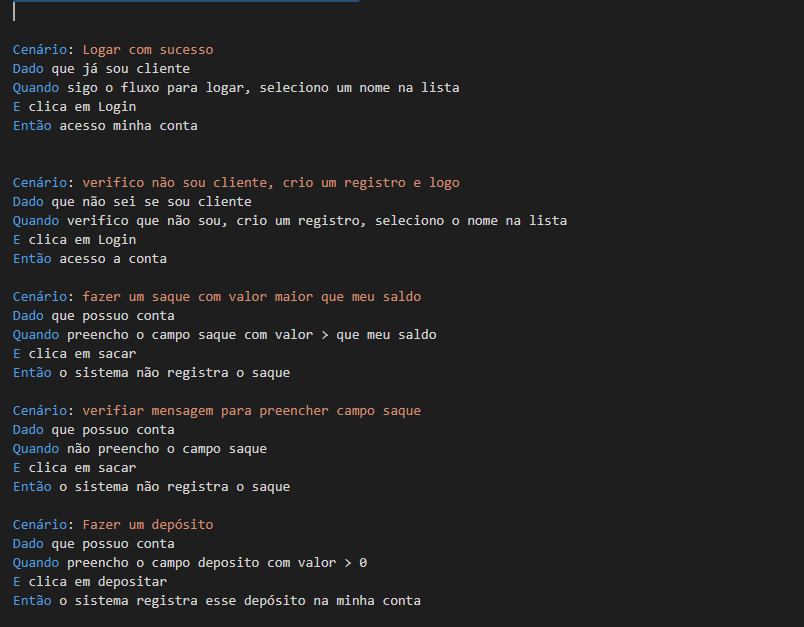 Cenário: Logar com sucesso
Dado que já sou cliente
Quando sigo o fluxo para logar, seleciono um nome na lista
E clica em Login
Então acesso minha conta
Cenário: verifico não sou cliente, crio um registro e logo
Dado que não sei se sou cliente
Quando verifico que não sou, crio um registro, seleciono o nome na lista
E clica em Login
Então acesso a conta
Cenário: fazer um saque com valor maior que meu saldo
Dado que possuo conta
Quando preencho o campo saque com valor > que meu saldo
E clica em sacar
Então o sistema não registra o saque
Cenário: verifiar mensagem para preencher campo saque
Dado que possuo conta
Quando não preencho o campo saque
E clica em sacar
Então o sistema não registra o saque
Cenário: Fazer um depósito
Dado que possuo conta
Quando preencho o campo deposito com valor > 0
E clica em depositar
Então o sistema registra esse depósito na minha conta